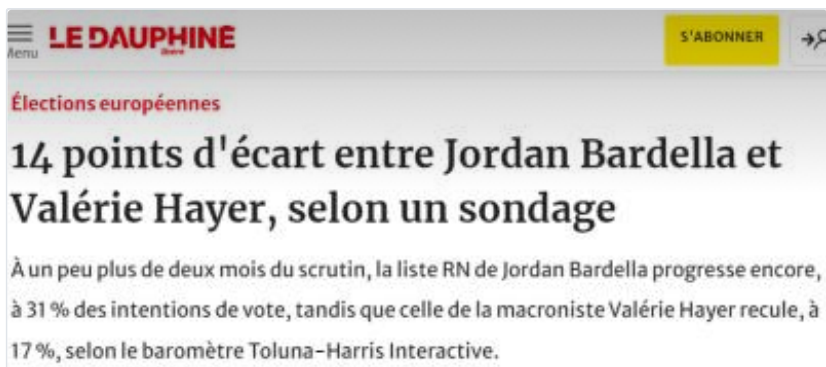 LE DAUPHINÉ
libéré
S'ABONNER
Menu
Élections européennes
14 points d'écart entre Jordan Bardella et
Valérie Hayer, selon un sondage
À un peu plus de deux mois du scrutin, la liste RN de Jordan Bardella progresse encore,
à 31 % des intentions de vote, tandis que celle de la macroniste Valérie Hayer recule, à
17 %, selon le baromètre Toluna-Harris Interactive.